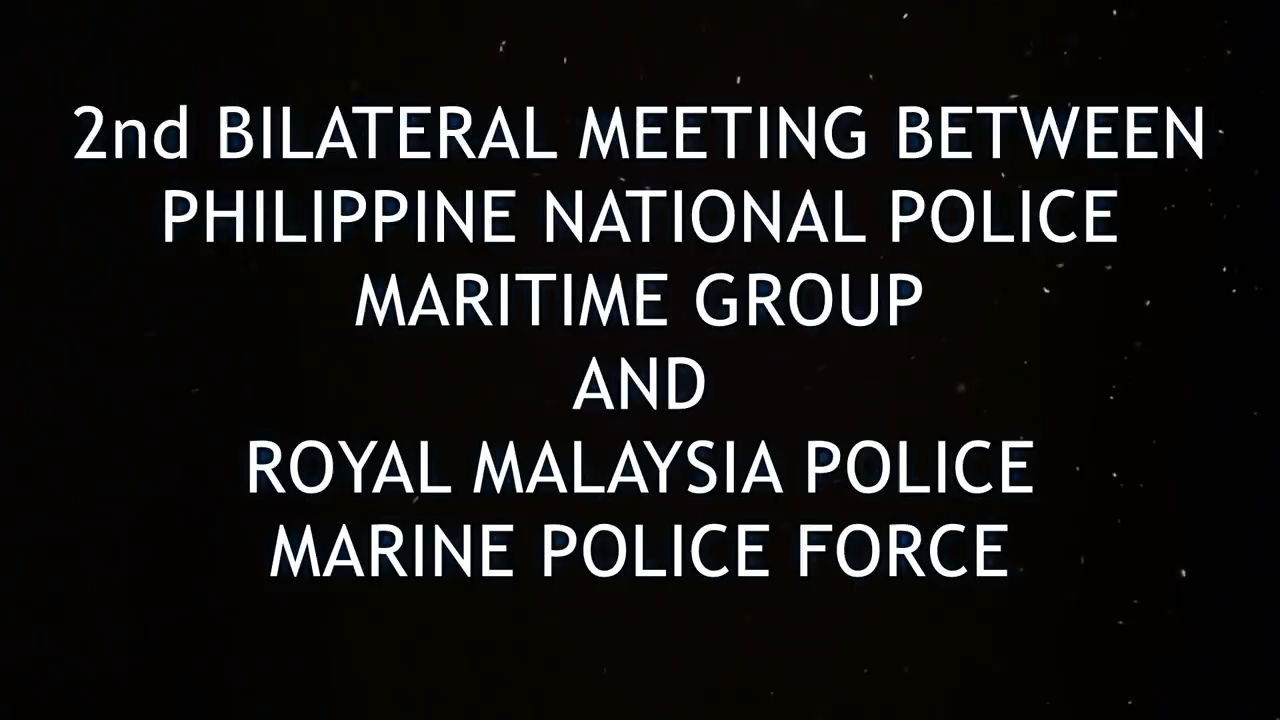 2nd BILATERAL MEETING BETWEEN
PHILIPPINE NATIONAL POLICE
MARITIME GROUP
AND
ROYAL MALAYSIA POLICE
MARINE POLICE FORCE